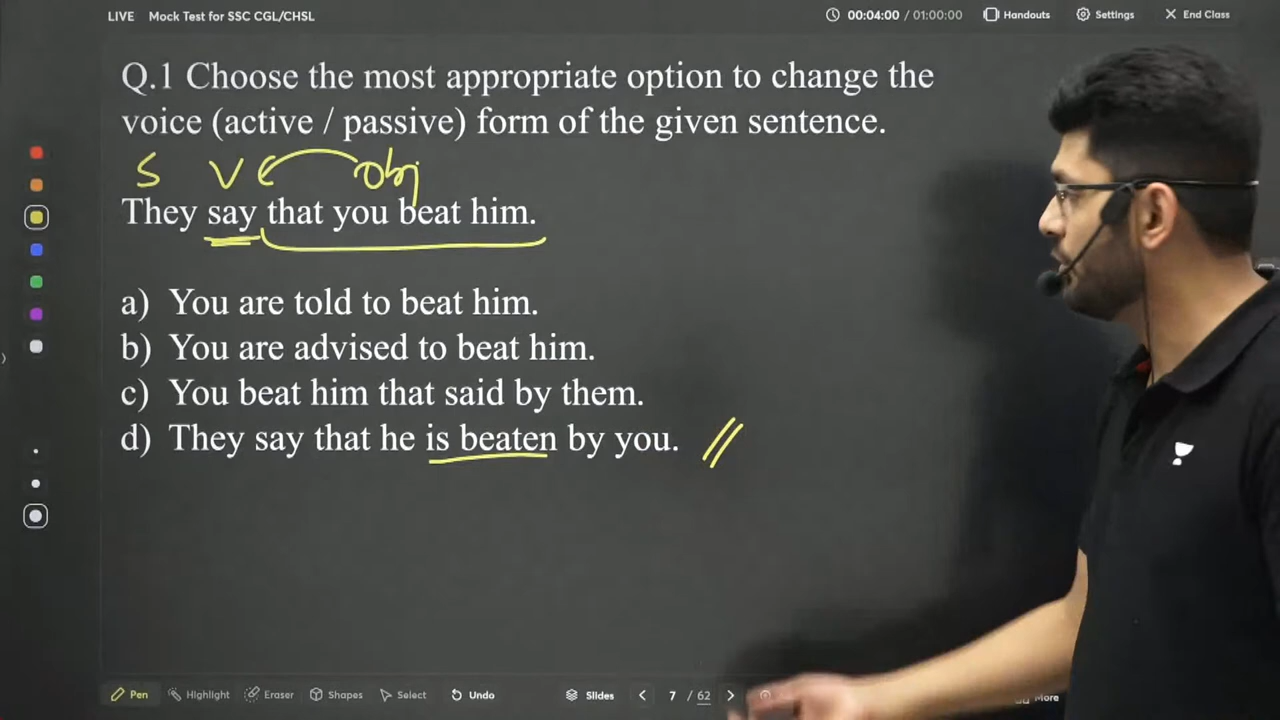 LIVE Mock Test for SSC CGL/CHSL 00:04:00 / 01:00:00 Handouts Settings End Class
Q.1 Choose the most appropriate option to change the
voice (active / passive) form of the given sentence.
S V obj
They say that you beat him.
a) You are told to beat him.
b) You are advised to beat him.
c) You beat him that said by them.
d) They say that he is beaten by you.
Pen Highlight Eraser Shapes Select Undo Slides 7 / 62 More